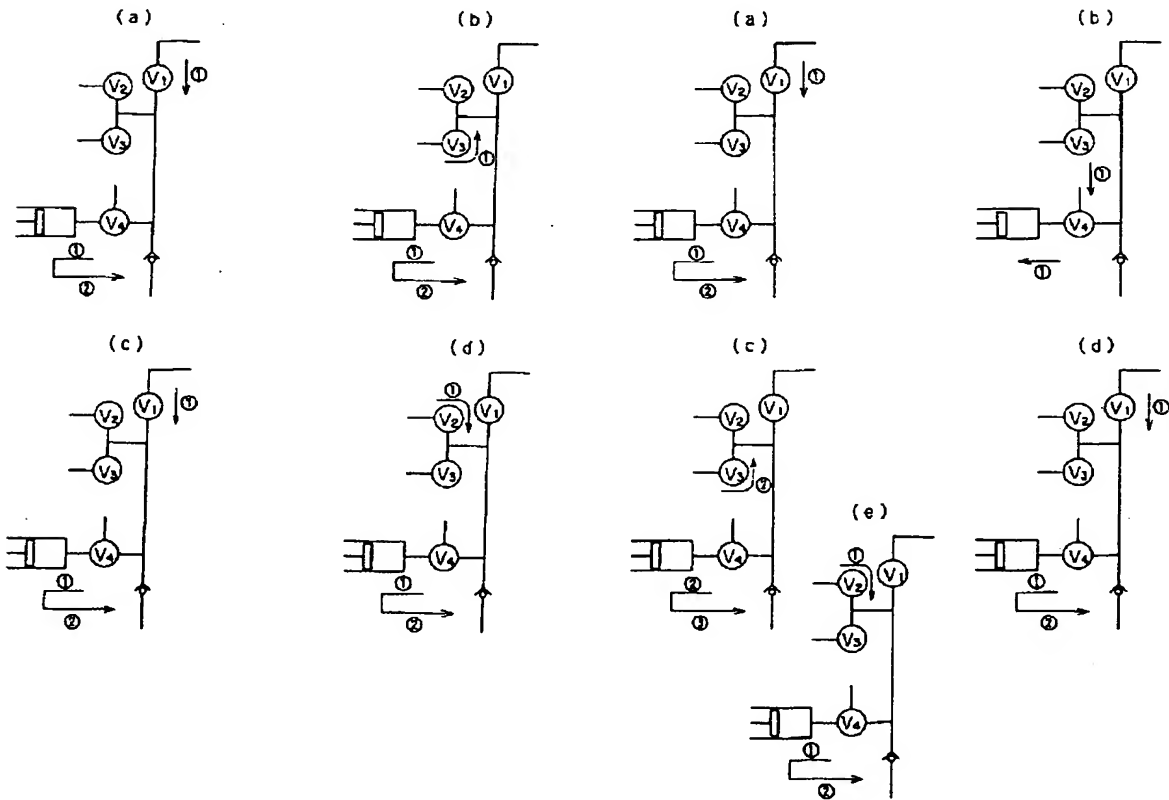 (a)
V1 ①
V2
V3
V4
①
②
(b)
V1
V2
V3
①
V4
①
②
(a)
V1 ①
V2
V3
V4
①
②
(b)
V1
V2
V3
①
V4
①
(c)
V1 ①
V2
V3
V4
①
②
(d)
①
V2 V1
V3
V4
①
②
(c)
V1
V2
V3
②
V4
②
③
(d)
V1 ①
V2
V3
V4
①
②
(e)
①
V2 V1
V3
V4
①
②